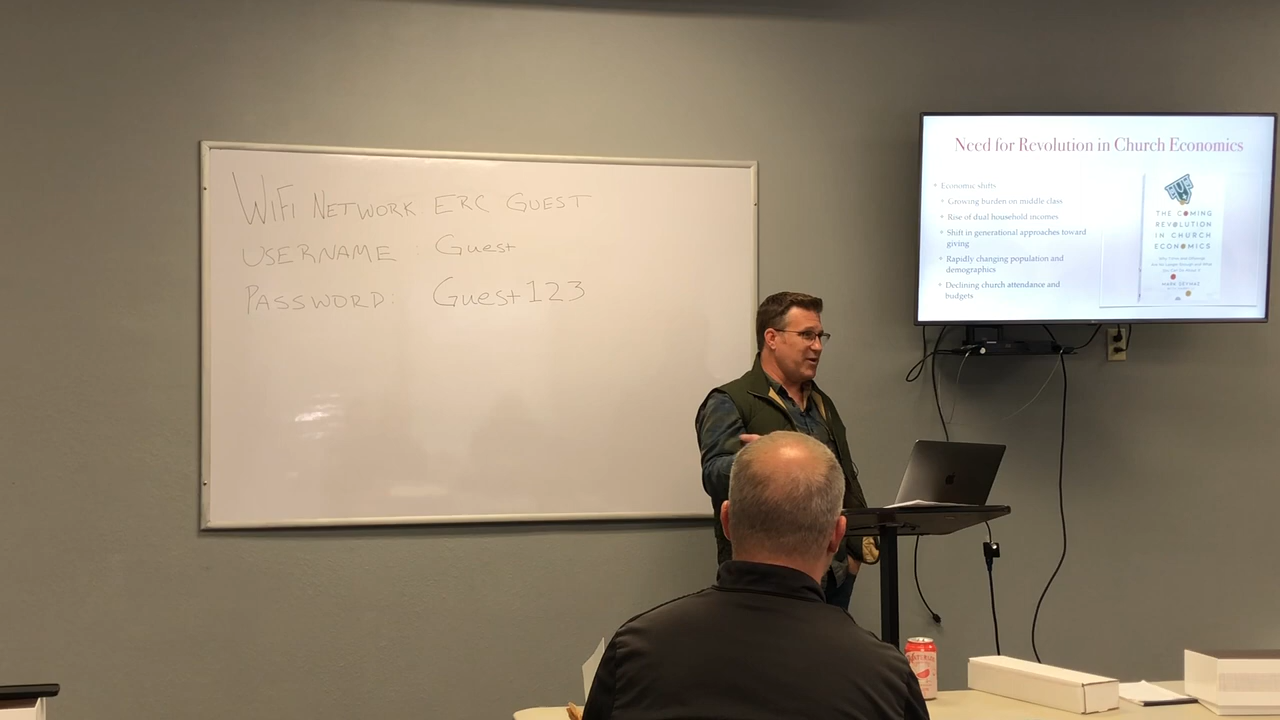 WIFI NETWORK ERC GUEST
USERNAME : Guest
PASSWORD: Guest123
Need for Revolution in Church Economics
Economic shifts
Growing burden on middle class
Rise of dual household incomes
Shift in generational approaches toward
giving
Rapidly changing population and
demographics
Declining church attendance and
budgets
THE COMING
REVOLUTION
IN CHURCH
ECONOMICS
MARK DEYMAZ